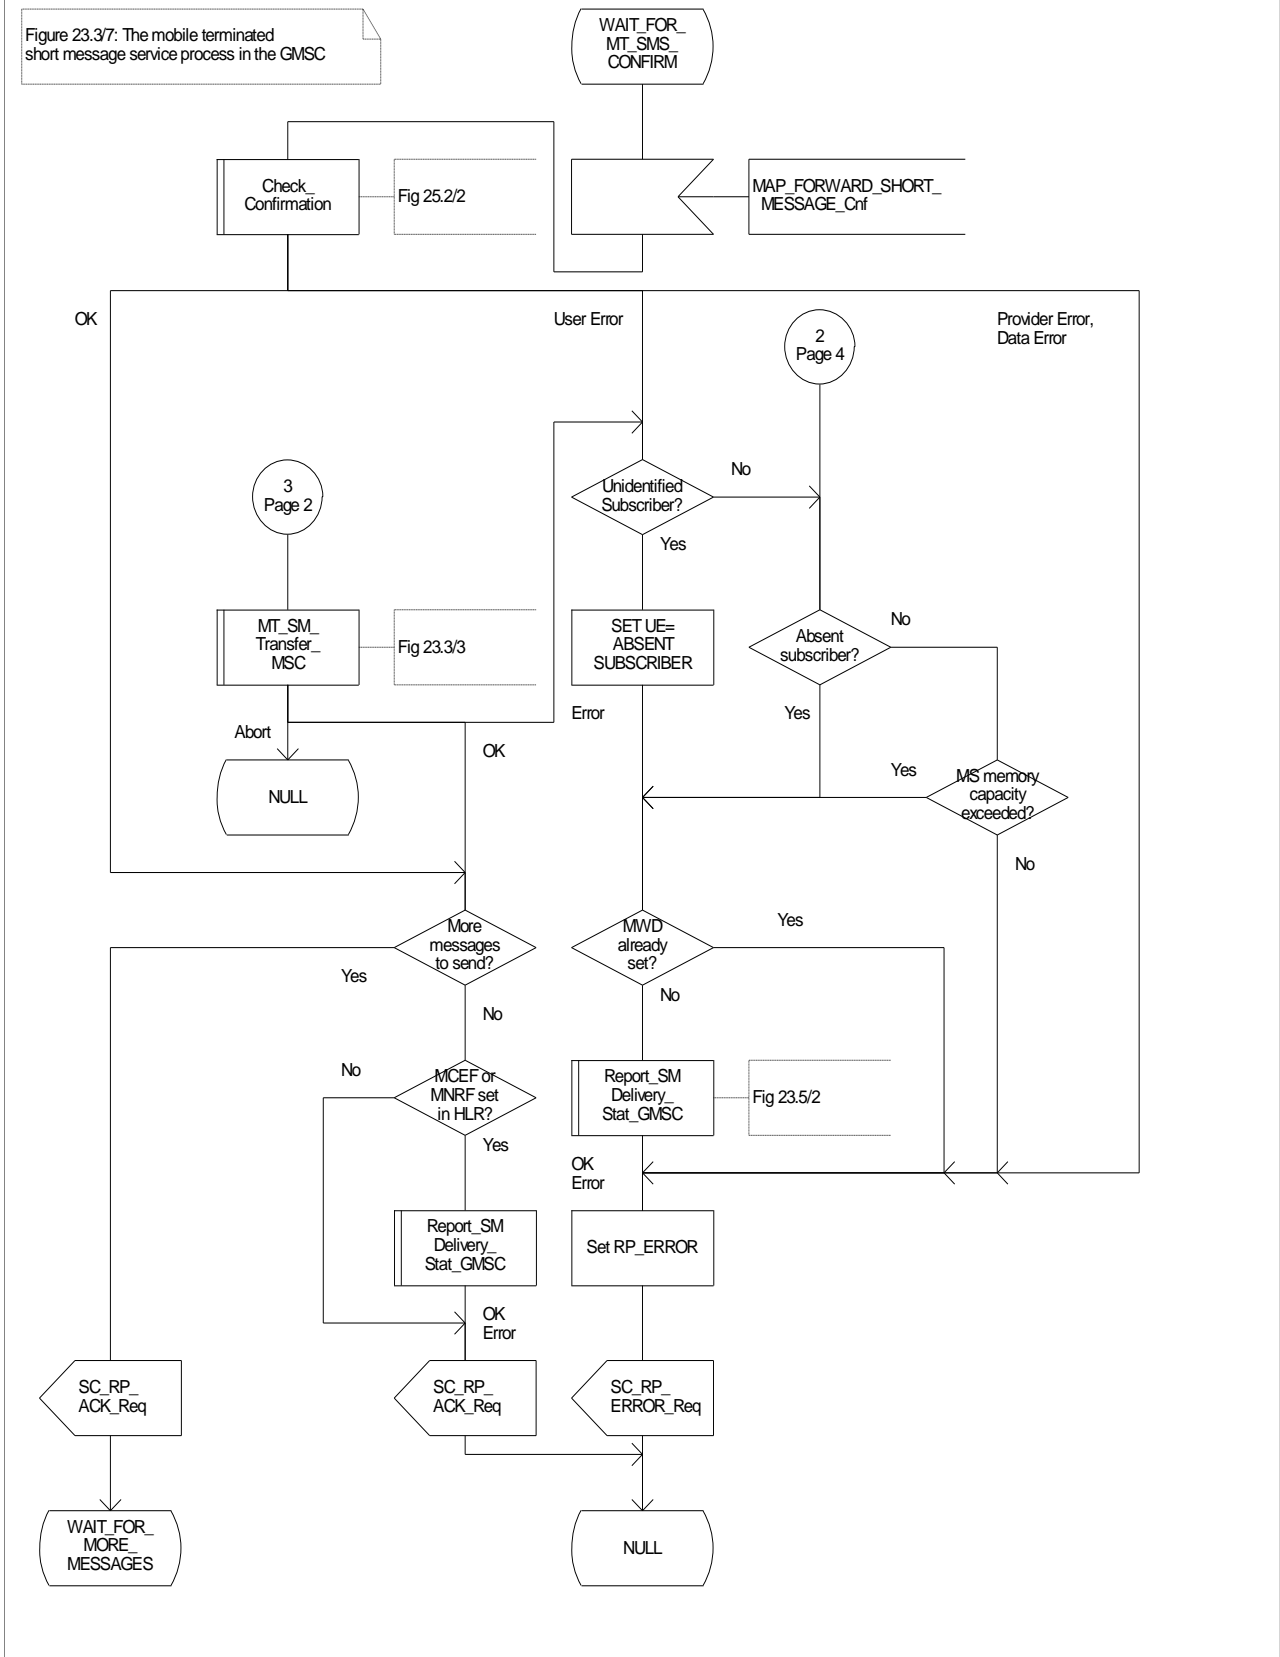 Figure 23.3/7: The mobile terminated
short message service process in the GMSC
WAIT_FOR_
MT_SMS_
CONFIRM
Check_
Confirmation
Fig 25.2/2
MAP_FORWARD_SHORT_
MESSAGE_Cnf
OK
User Error
2
Page 4
Provider Error,
Data Error
3
Page 2
Unidentified
Subscriber?
No
Yes
MT_SM_
Transfer_
MSC
Fig 23.3/3
SET UE=
ABSENT
SUBSCRIBER
Absent
subscriber?
No
Error
Yes
Abort
OK
NULL
Yes
MS memory
capacity
exceeded?
No
More
messages
to send?
Yes
No
MWD
already
set?
Yes
No
No
MCEF or
MNRF set
in HLR?
Yes
Report_SM
Delivery_
Stat_GMSC
Fig 23.5/2
OK
Error
Report_SM
Delivery_
Stat_GMSC
Set RP_ERROR
OK
Error
SC_RP_
ACK_Req
SC_RP_
ACK_Req
SC_RP_
ERROR_Req
WAIT_FOR_
MORE_
MESSAGES
NULL